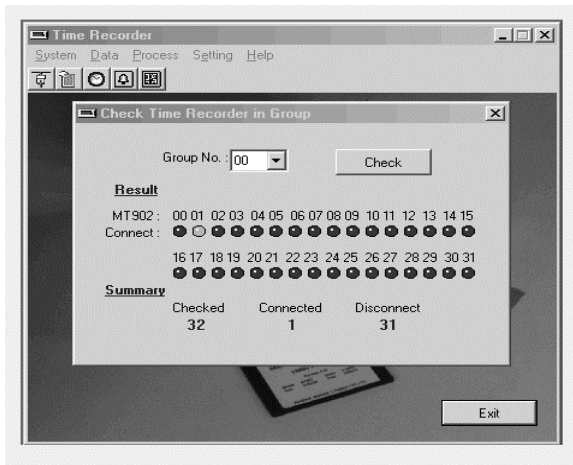 Time Recorder
System Data Process Setting Help
Check Time Recorder in Group
Group No. : 00 Check
Result
MT902 : 00 01 02 03 04 05 06 07 08 09 10 11 12 13 14 15
Connect :
16 17 18 19 20 21 22 23 24 25 26 27 28 29 30 31
Summary
Checked Connected Disconnect
32 1 31
Exit